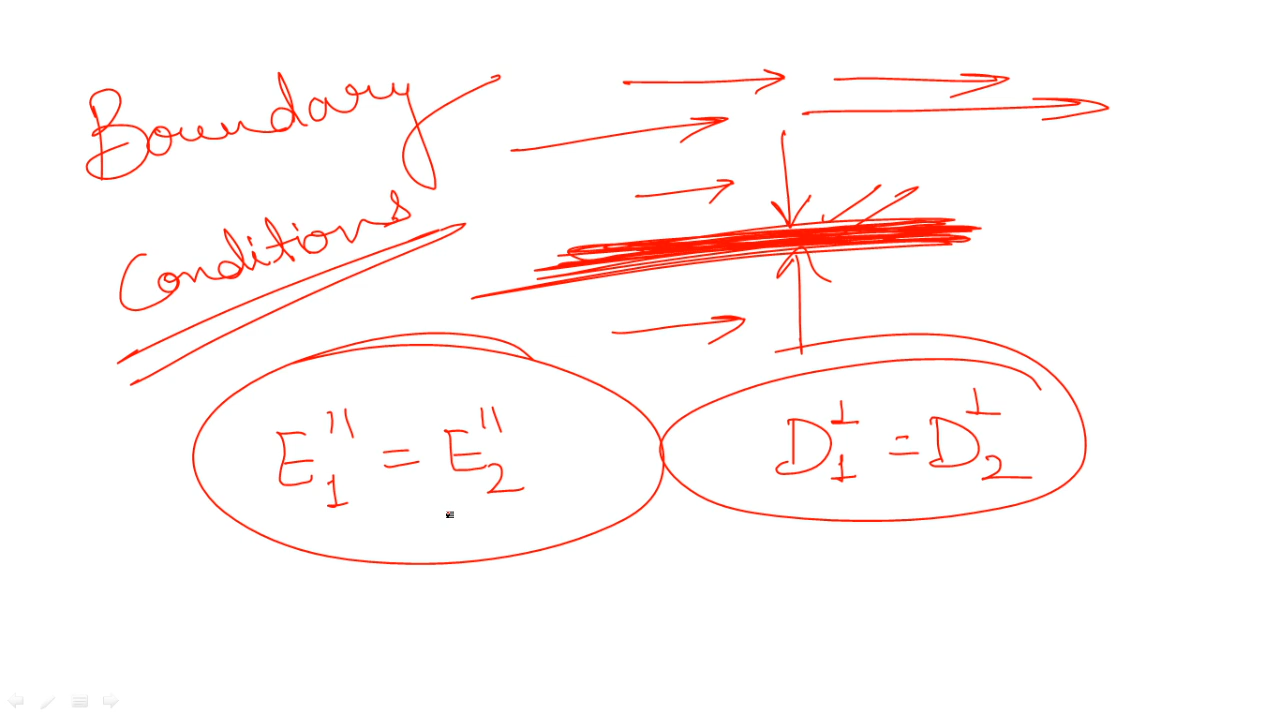 Boundary
Conditions
E₁" = E₂"
D₁⊥ = D₂⊥